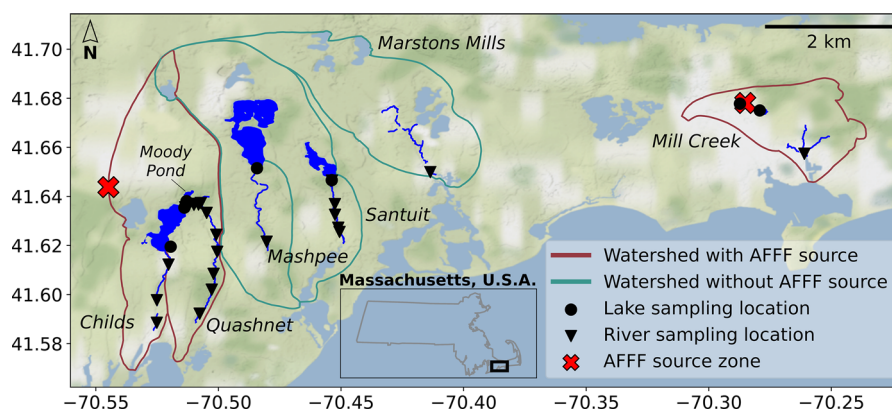 41.70
41.68
41.66
41.64
41.62
41.60
41.58
N
Marstons Mills
2 km
Mill Creek
Moody
Pond
Santuit
Mashpee
Childs
Quashnet
Massachusetts, U.S.A.
Watershed with AFFF source
Watershed without AFFF source
Lake sampling location
River sampling location
AFFF source zone
−70.55
−70.50
−70.45
−70.40
−70.35
−70.30
−70.25